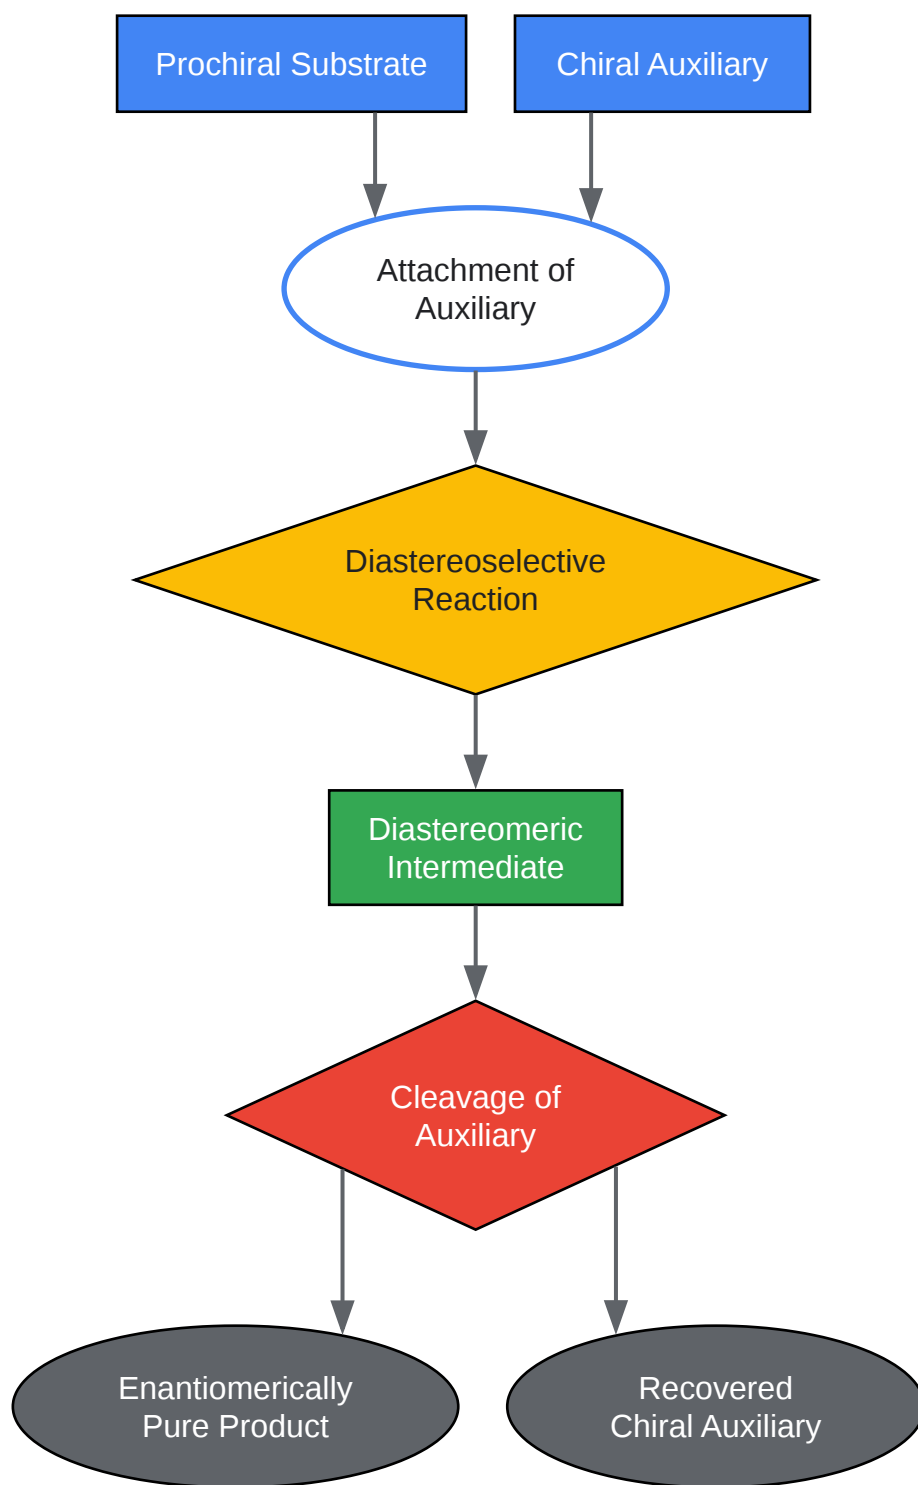 Prochiral Substrate
Chiral Auxiliary
Attachment of
Auxiliary
Diastereoselective
Reaction
Diastereomeric
Intermediate
Cleavage of
Auxiliary
Enantiomerically
Pure Product
Recovered
Chiral Auxiliary